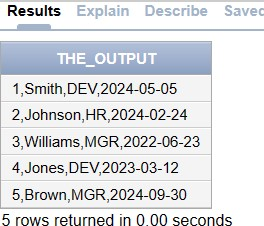 Results Explain Describe Saved
THE_OUTPUT
1,Smith,DEV,2024-05-05
2,Johnson,HR,2024-02-24
3,Williams,MGR,2022-06-23
4,Jones,DEV,2023-03-12
5,Brown,MGR,2024-09-30
5 rows returned in 0.00 seconds